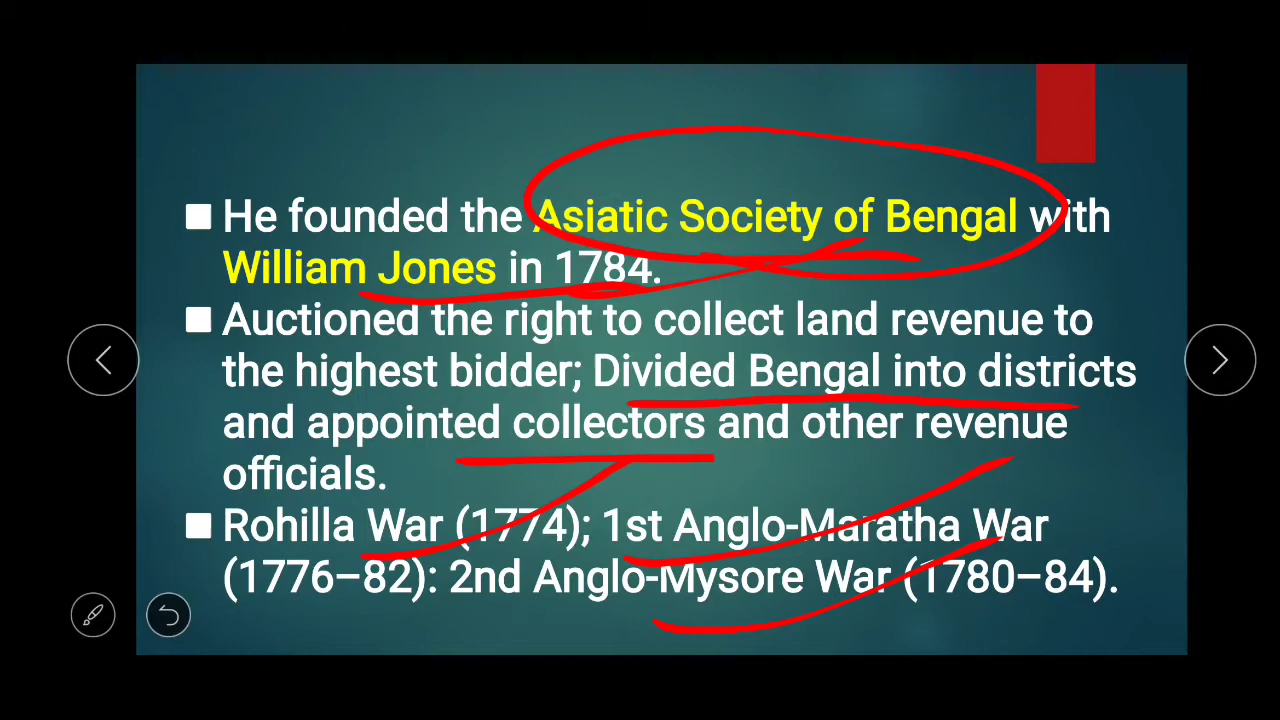 He founded the Asiatic Society of Bengal with
William Jones in 1784.
Auctioned the right to collect land revenue to
the highest bidder; Divided Bengal into districts
and appointed collectors and other revenue
officials.
Rohilla War (1774); 1st Anglo-Maratha War
(1776–82): 2nd Anglo-Mysore War (1780–84).